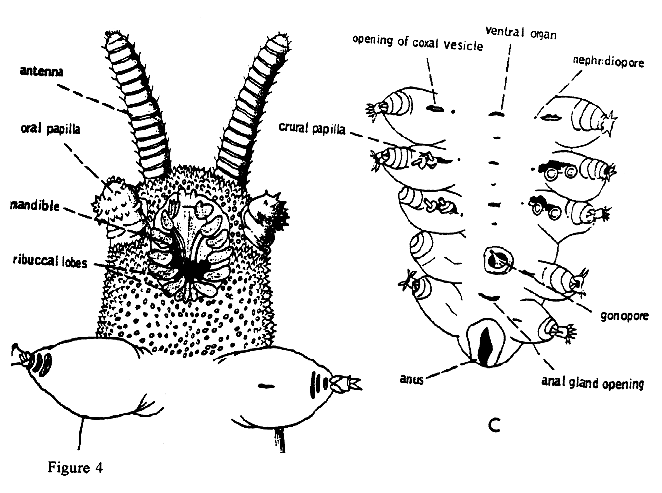 antenna
oral papilla
mandible
ribuccal lobes
Figure 4
opening of coxal vesicle
ventral organ
nephridiopore
crural papilla
gonopore
anus
anal gland opening
C